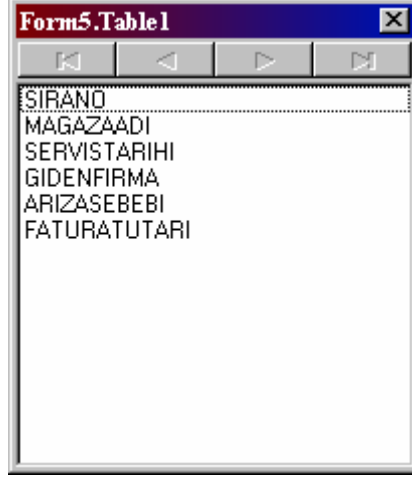 Form5.Table1
SIRANO
MAGAZAADI
SERVISTARIHI
GIDENFIRMA
ARIZASEBEBI
FATURATUTARI